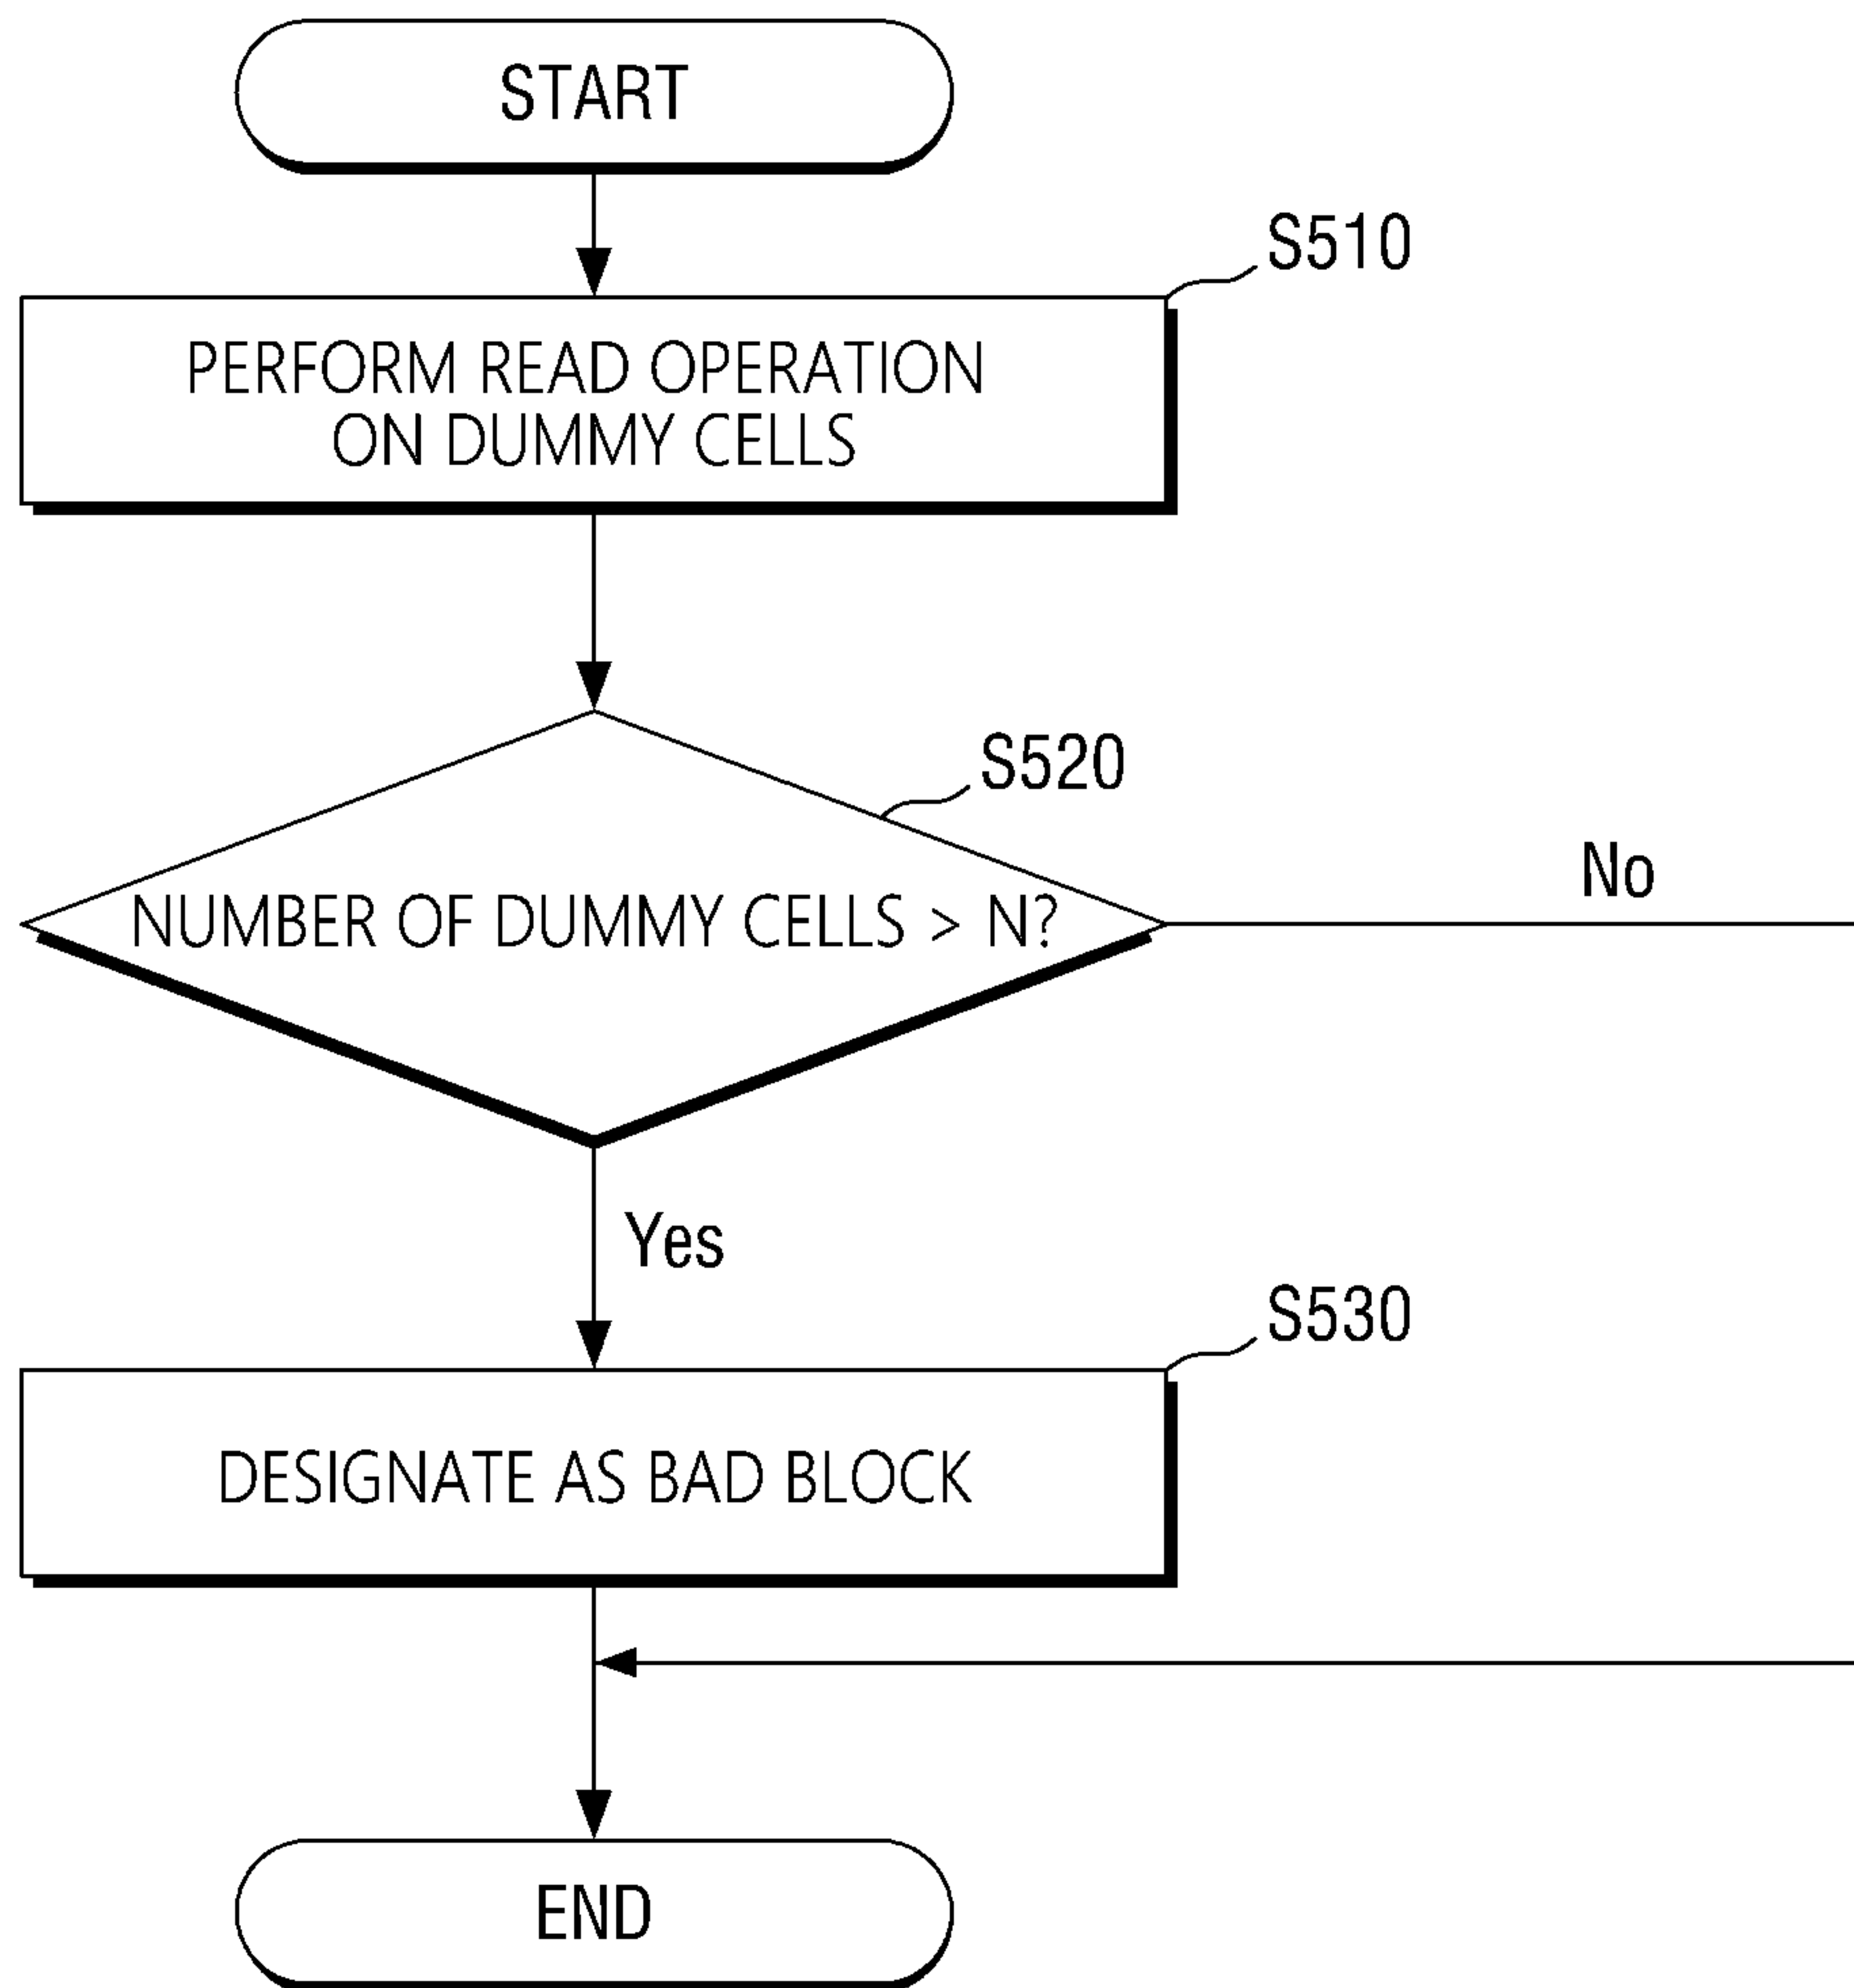 START
S510
PERFORM READ OPERATION
ON DUMMY CELLS
S520
No
NUMBER OF DUMMY CELLS > N?
Yes
S530
DESIGNATE AS BAD BLOCK
END